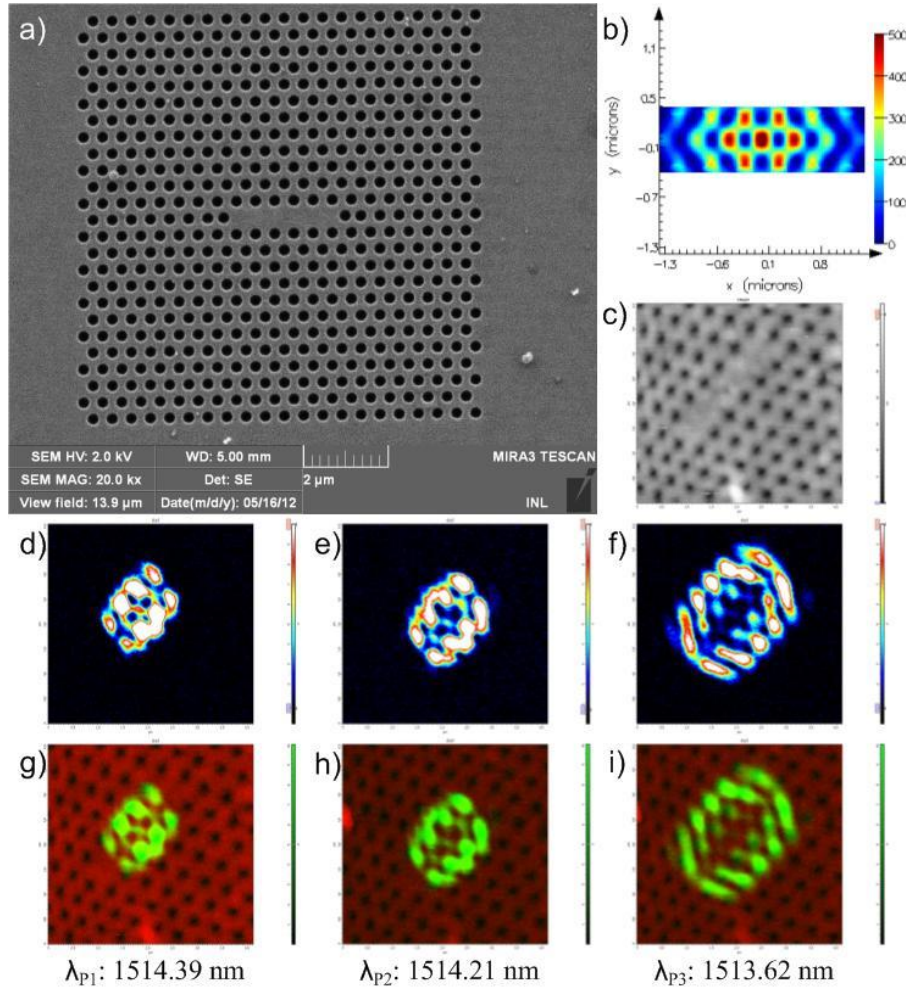 a)
SEM HV: 2.0 kV WD: 5.00 mm MIRA3 TESCAN
SEM MAG: 20.0 kx Det: SE 2 µm
View field: 13.9 µm Date(m/d/y): 05/16/12 INL
b)
1.1
0.5
-0.1
-0.7
-1.3
y (microns)
-1.3 -0.6 0.1 0.8
x (microns)
500
400
300
200
100
0
c)
d)
e)
f)
g)
h)
i)
λP1: 1514.39 nm λP2: 1514.21 nm λP3: 1513.62 nm